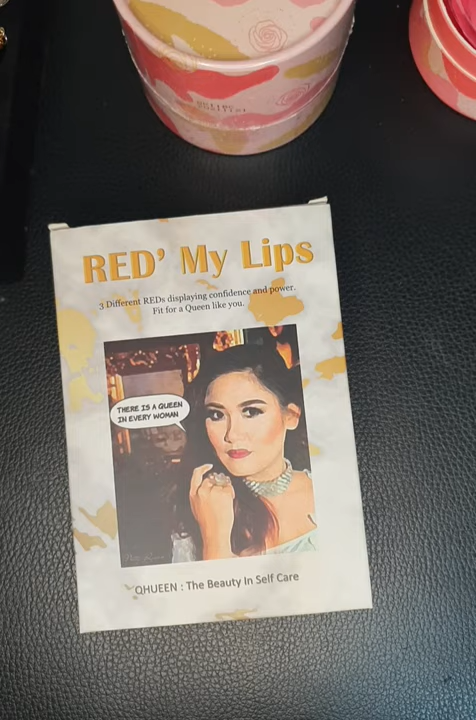 RED' My Lips
3 Different REDs displaying confidence and power.
Fit for a Queen like you.
THERE IS A QUEEN
IN EVERY WOMAN
QHUEEN : The Beauty In Self Care